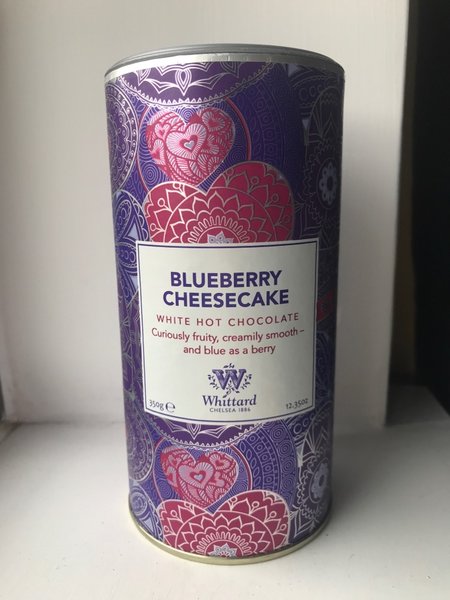 BLUEBERRY
CHEESECAKE
WHITE HOT CHOCOLATE
Curiously fruity, creamily smooth –
and blue as a berry
W
Whittard
CHELSEA 1886
350g ℮ 12.35oz